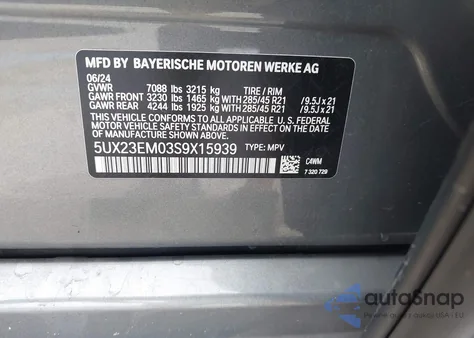 MFD BY BAYERISCHE MOTOREN WERKE AG
06/24
GVWR 7088 lbs 3215 kg TIRE / RIM
GAWR FRONT 3230 lbs 1465 kg WITH 285/45 R21 /9.5J x 21
GAWR REAR 4244 lbs 1925 kg WITH 285/45 R21 /9.5J x 21
THIS VEHICLE CONFORMS TO ALL APPLICABLE
U. S. FEDERAL MOTOR VEHICLE SAFETY
STANDARDS IN EFFECT ON THE DATE OF
MANUFACTURE SHOWN ABOVE.
5UX23EM03S9X15939 TYPE: MPV
C4WM
7 320 729
autoSnap